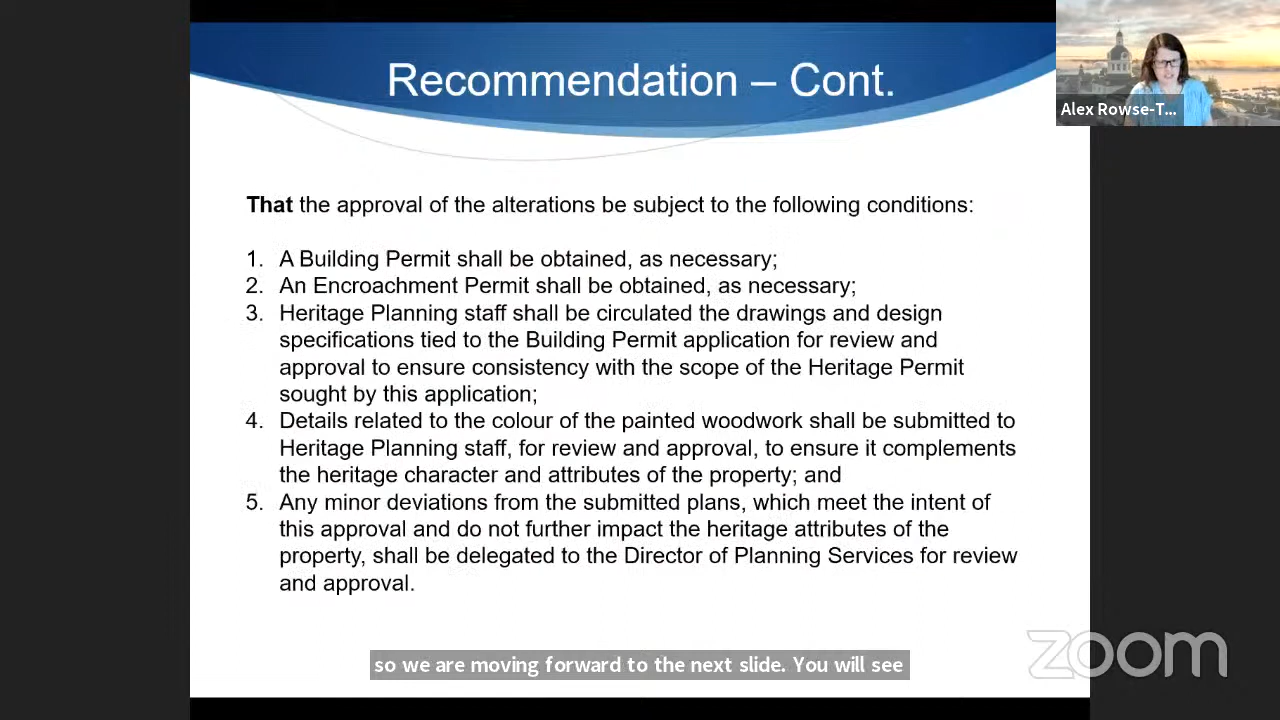 Recommendation – Cont.
Alex Rowse-T...
That the approval of the alterations be subject to the following conditions:
1. A Building Permit shall be obtained, as necessary;
2. An Encroachment Permit shall be obtained, as necessary;
3. Heritage Planning staff shall be circulated the drawings and design
specifications tied to the Building Permit application for review and
approval to ensure consistency with the scope of the Heritage Permit
sought by this application;
4. Details related to the colour of the painted woodwork shall be submitted to
Heritage Planning staff, for review and approval, to ensure it complements
the heritage character and attributes of the property; and
5. Any minor deviations from the submitted plans, which meet the intent of
this approval and do not further impact the heritage attributes of the
property, shall be delegated to the Director of Planning Services for review
and approval.
so we are moving forward to the next slide. You will see
zoom